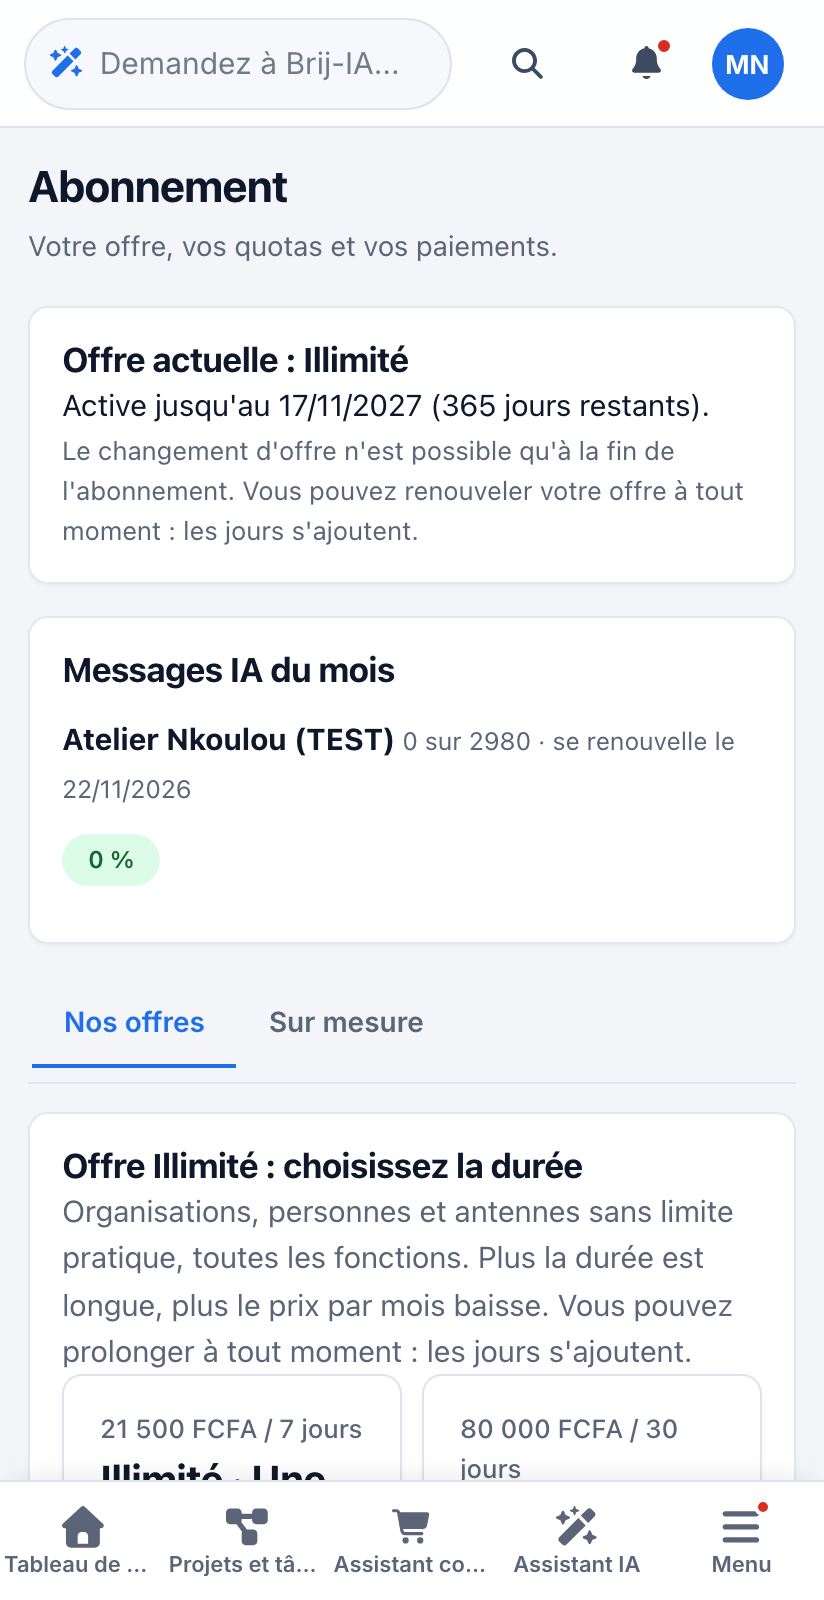 Demandez à Brij-IA...
MN
Abonnement
Votre offre, vos quotas et vos paiements.
Offre actuelle : Illimité
Active jusqu'au 17/11/2027 (365 jours restants).
Le changement d'offre n'est possible qu'à la fin de
l'abonnement. Vous pouvez renouveler votre offre à tout
moment : les jours s'ajoutent.
Messages IA du mois
Atelier Nkoulou (TEST) 0 sur 2980 · se renouvelle le
22/11/2026
0 %
Nos offres
Sur mesure
Offre Illimité : choisissez la durée
Organisations, personnes et antennes sans limite
pratique, toutes les fonctions. Plus la durée est
longue, plus le prix par mois baisse. Vous pouvez
prolonger à tout moment : les jours s'ajoutent.
21 500 FCFA / 7 jours
Illimité · Une
80 000 FCFA / 30
jours
Tableau de ...
Projets et tâ...
Assistant co...
Assistant IA
Menu